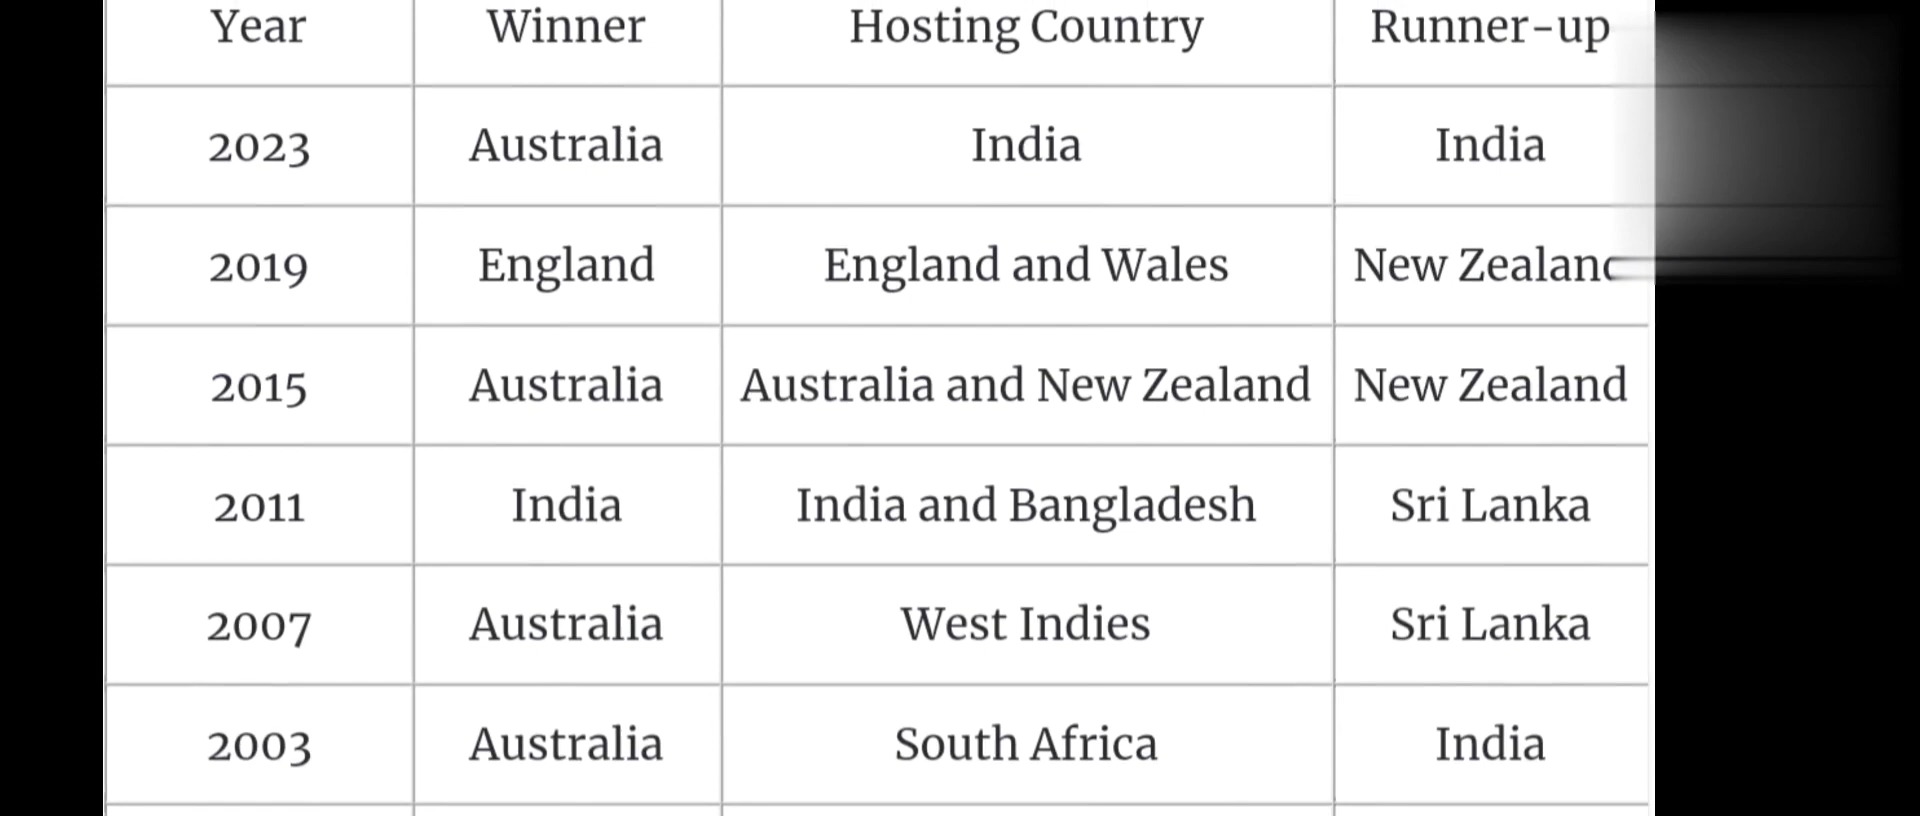 Year Winner Hosting Country Runner-up
2023 Australia India India
2019 England England and Wales New Zealand
2015 Australia Australia and New Zealand New Zealand
2011 India India and Bangladesh Sri Lanka
2007 Australia West Indies Sri Lanka
2003 Australia South Africa India